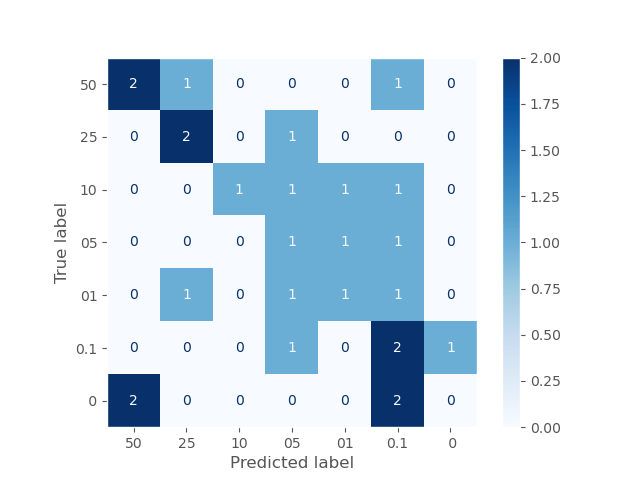 50 2 1 0 0 0 1 0
25 0 2 0 1 0 0 0
10 0 0 1 1 1 1 0
05 0 0 0 1 1 1 0
01 0 1 0 1 1 1 0
0.1 0 0 0 1 0 2 1
0 2 0 0 0 0 2 0
50 25 10 05 01 0.1 0
Predicted label
True label
2.00
1.75
1.50
1.25
1.00
0.75
0.50
0.25
0.00